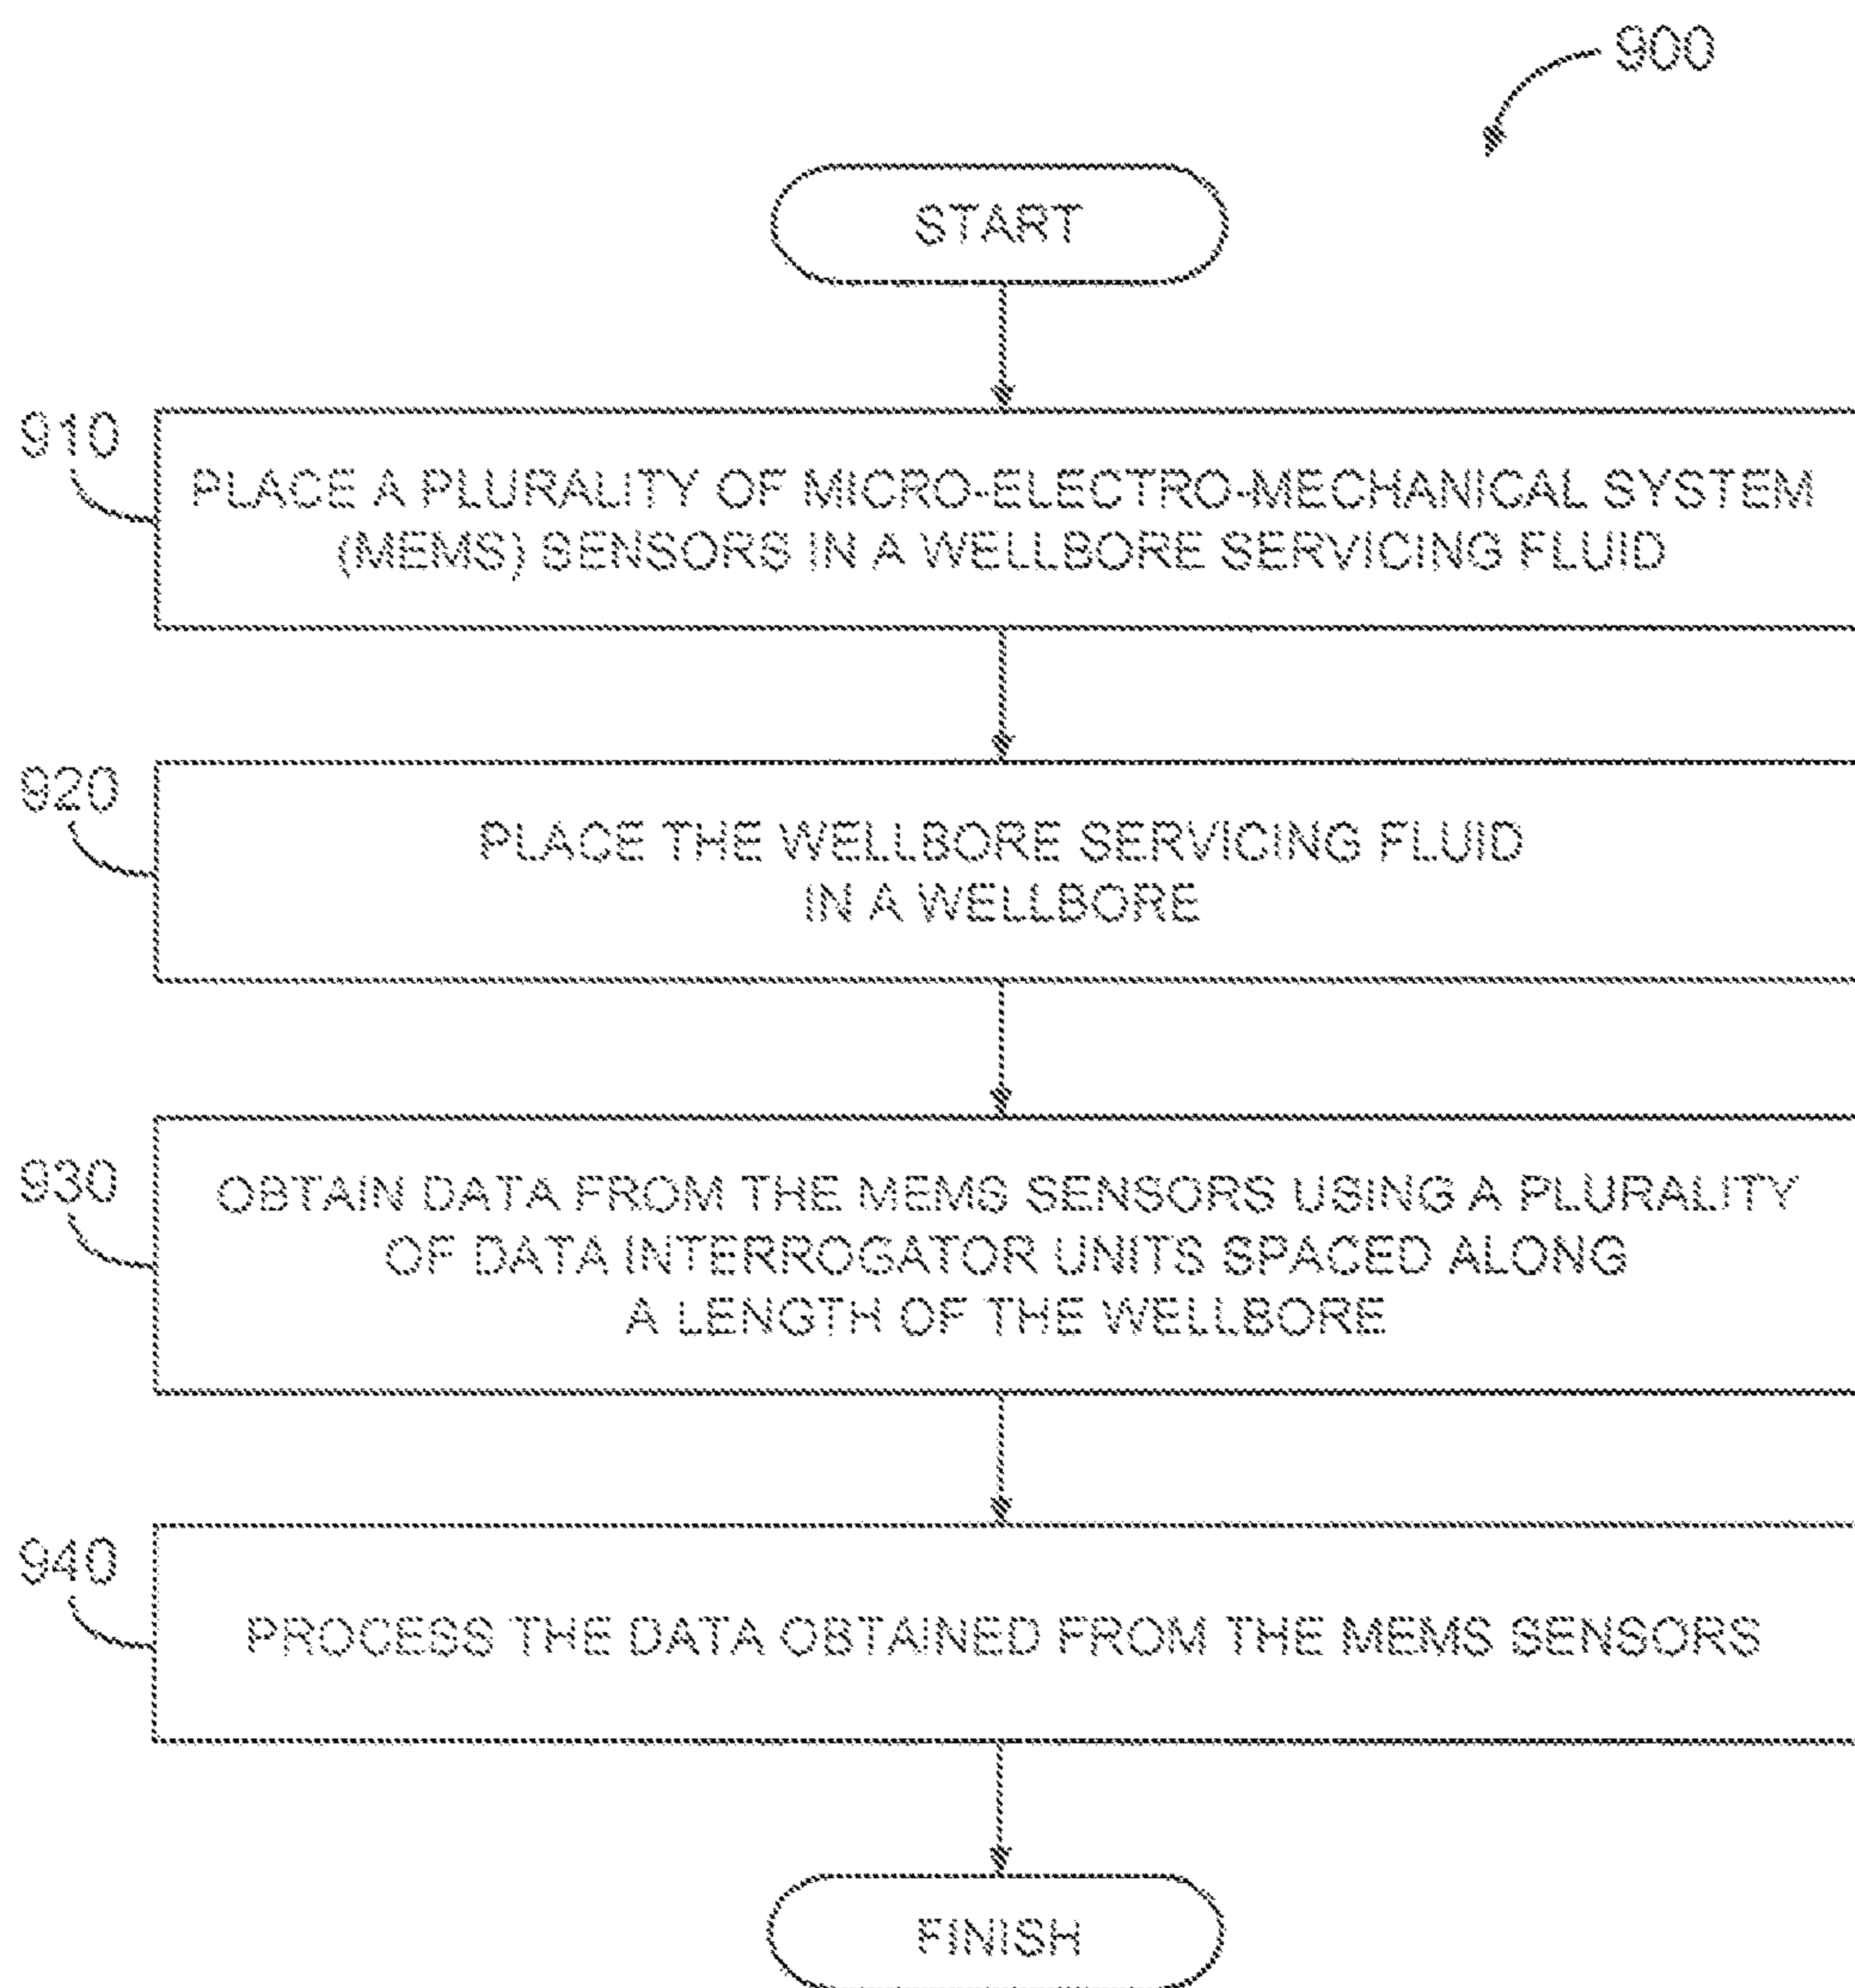 900
START
910
PLACE A PLURALITY OF MICRO-ELECTRO-MECHANICAL SYSTEM
(MEMS) SENSORS IN A WELLBORE SERVICING FLUID
920
PLACE THE WELLBORE SERVICING FLUID
IN A WELLBORE
930
OBTAIN DATA FROM THE MEMS SENSORS USING A PLURALITY
OF DATA INTERROGATOR UNITS SPACED ALONG
A LENGTH OF THE WELLBORE
940
PROCESS THE DATA OBTAINED FROM THE MEMS SENSORS
FINISH